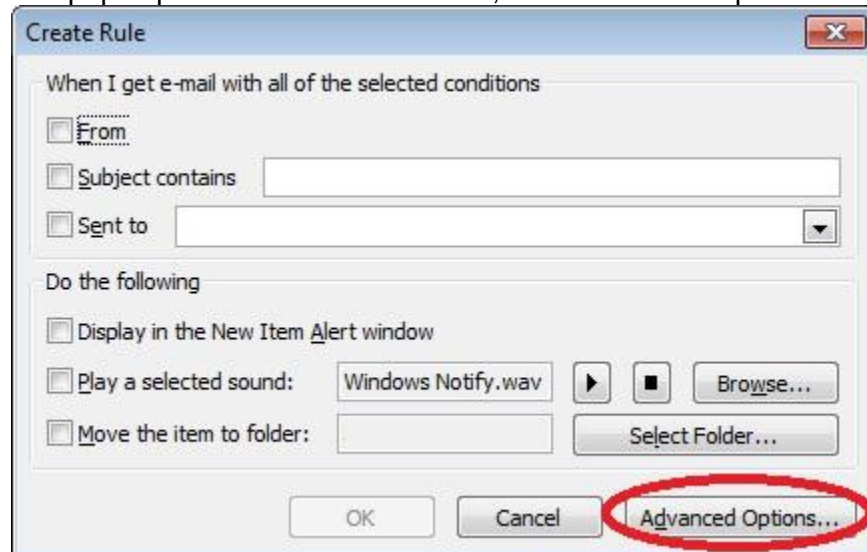 Create Rule
When I get e-mail with all of the selected conditions
From
Subject contains
Sent to
Do the following
Display in the New Item Alert window
Play a selected sound: Windows Notify.wav Browse...
Move the item to folder: Select Folder...
OK Cancel Advanced Options...